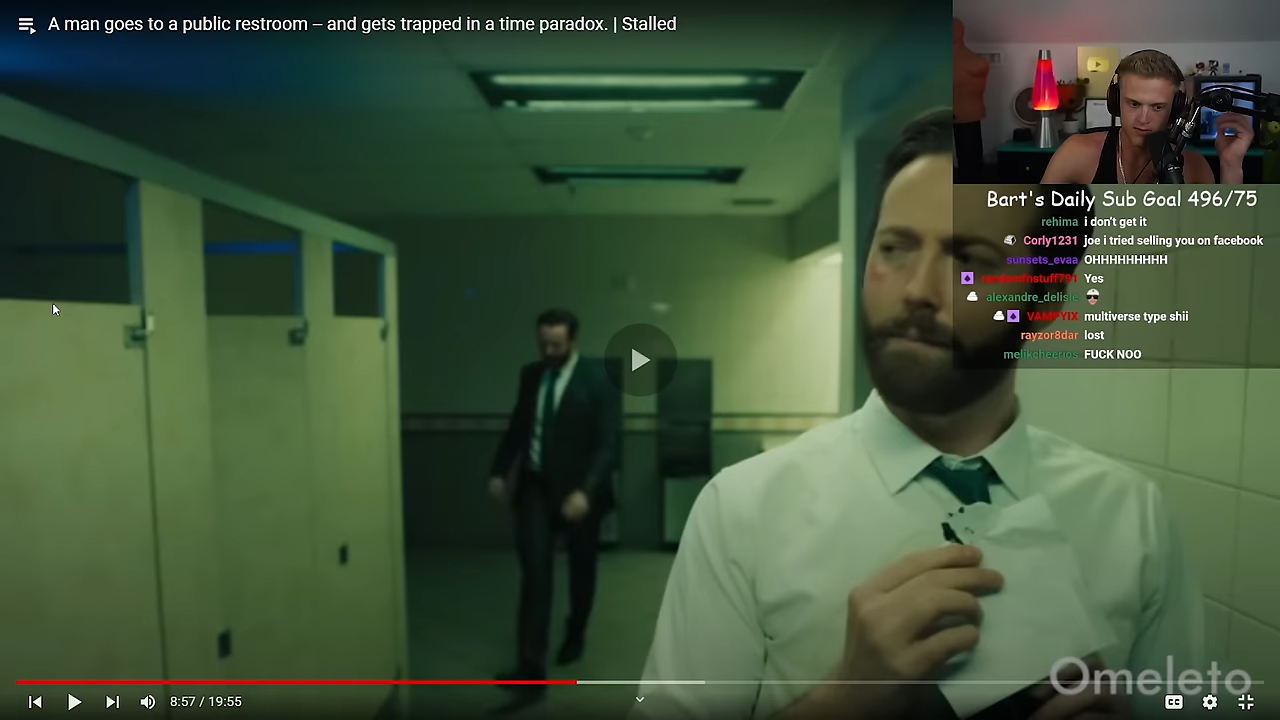 A man goes to a public restroom – and gets trapped in a time paradox. | Stalled
Bart's Daily Sub Goal 496/75
rehima i don't get it
Corly1231 joe i tried selling you on facebook
sunsets_evaa OHHHHHHHHH
Yes
alexandre_delisle
VAMPYIX multiverse type shii
rayzor8dar lost
melikcheerios FUCK NOO
Omeleto
8:57 / 19:55
CC